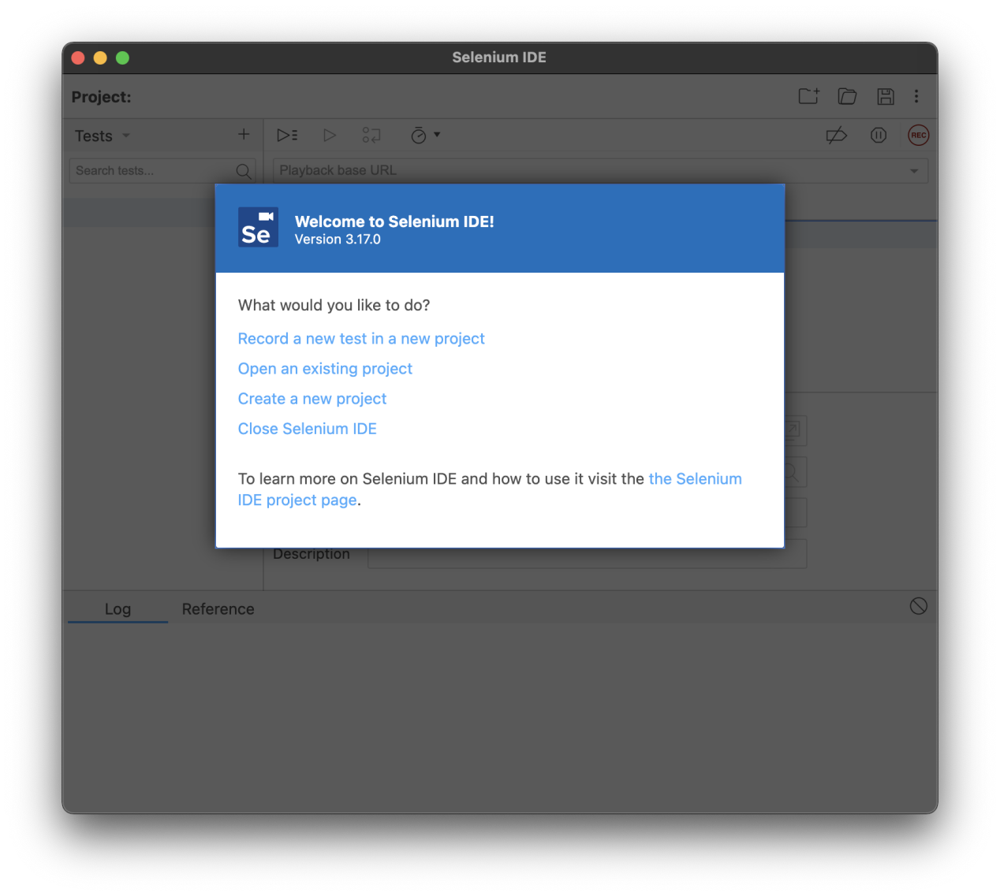 Selenium IDE
Project:
Tests
REC
Search tests...
Playback base URL
Se
Welcome to Selenium IDE!
Version 3.17.0
What would you like to do?
Record a new test in a new project
Open an existing project
Create a new project
Close Selenium IDE
To learn more on Selenium IDE and how to use it visit the the Selenium
IDE project page.
Description
Log
Reference